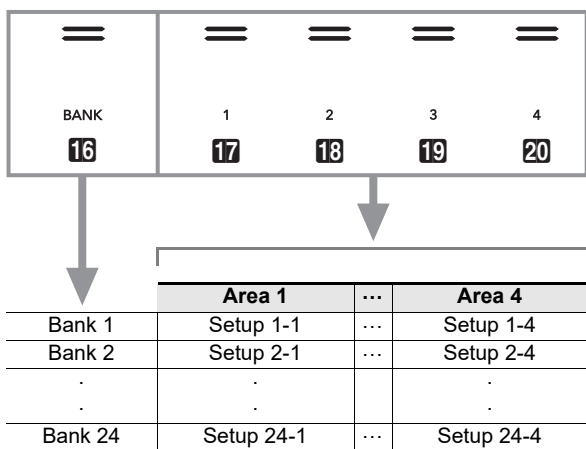 BANK 1 2 3 4
16 17 18 19 20
Area 1 ... Area 4
Bank 1 Setup 1-1 ... Setup 1-4
Bank 2 Setup 2-1 ... Setup 2-4
. . .
. . .
Bank 24 Setup 24-1 ... Setup 24-4